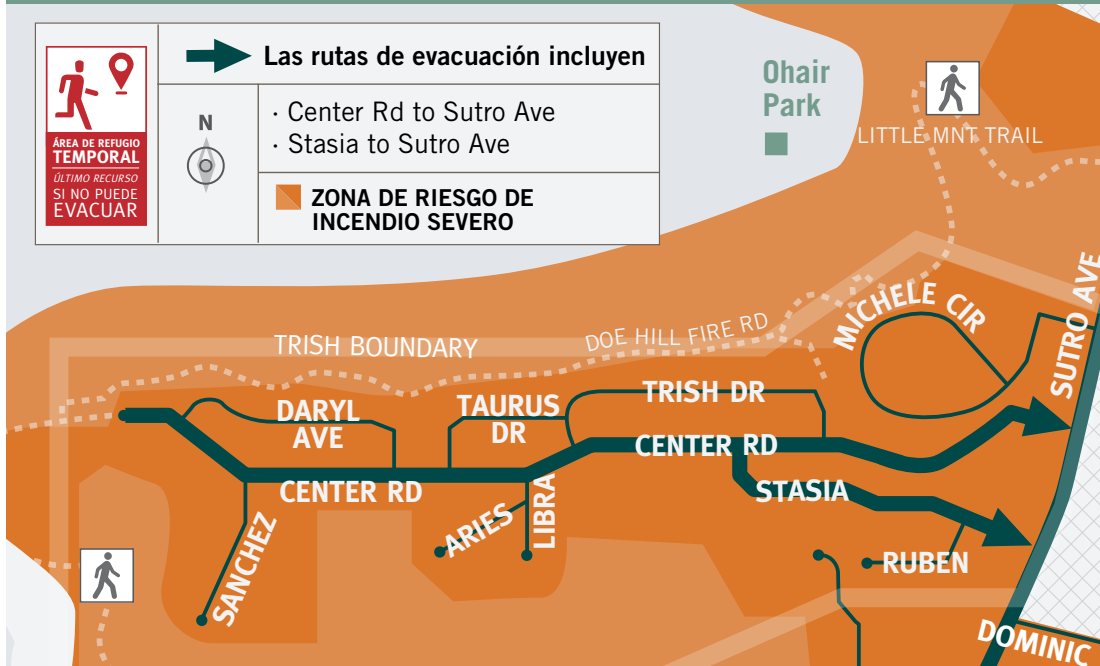 ÁREA DE REFUGIO
TEMPORAL
ÚLTIMO RECURSO
SI NO PUEDE
EVACUAR
Las rutas de evacuación incluyen
N
· Center Rd to Sutro Ave
· Stasia to Sutro Ave
ZONA DE RIESGO DE
INCENDIO SEVERO
Ohair
Park
LITTLE MNT TRAIL
MICHELE CIR
SUTRO AVE
TRISH BOUNDARY
DOE HILL FIRE RD
DARYL
AVE
TAURUS
DR
TRISH DR
CENTER RD
CENTER RD
STASIA
SANCHEZ
ARIES
LIBRA
RUBEN
DOMINIC